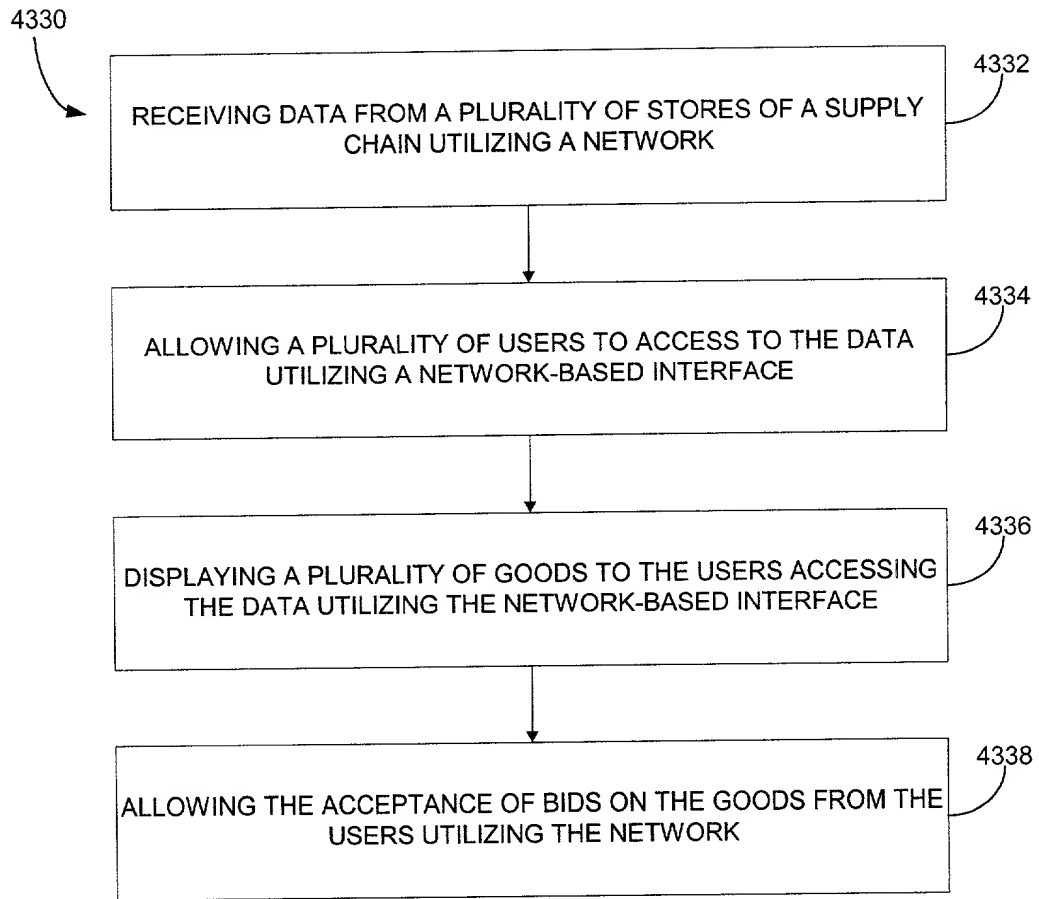 4330
4332
RECEIVING DATA FROM A PLURALITY OF STORES OF A SUPPLY
CHAIN UTILIZING A NETWORK
4334
ALLOWING A PLURALITY OF USERS TO ACCESS TO THE DATA
UTILIZING A NETWORK-BASED INTERFACE
4336
DISPLAYING A PLURALITY OF GOODS TO THE USERS ACCESSING
THE DATA UTILIZING THE NETWORK-BASED INTERFACE
4338
ALLOWING THE ACCEPTANCE OF BIDS ON THE GOODS FROM THE
USERS UTILIZING THE NETWORK